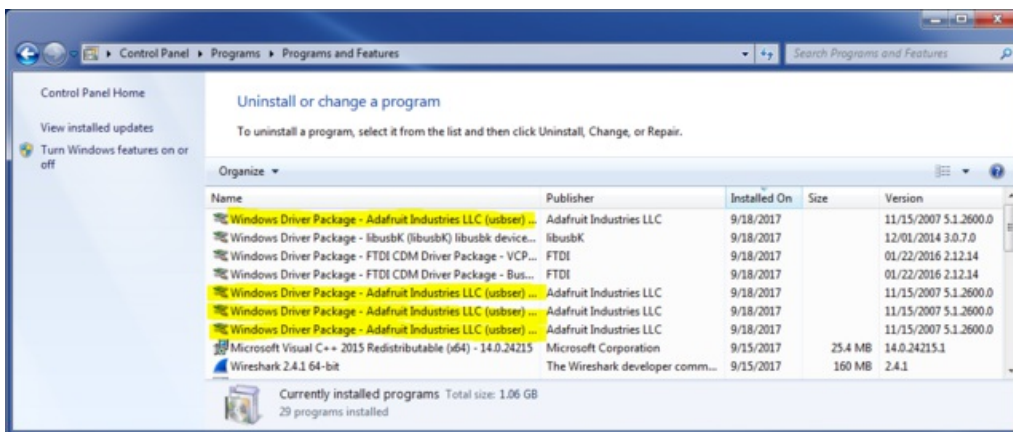 Control Panel ▸ Programs ▸ Programs and Features
Search Programs and Features
Control Panel Home
View installed updates
Turn Windows features on or off
Uninstall or change a program
To uninstall a program, select it from the list and then click Uninstall, Change, or Repair.
Organize
Name Publisher Installed On Size Version
Windows Driver Package - Adafruit Industries LLC (usbser) ... Adafruit Industries LLC 9/18/2017 11/15/2007 5.1.2600.0
Windows Driver Package - libusbK (libusbK) libusbk device... libusbK 9/18/2017 12/01/2014 3.0.7.0
Windows Driver Package - FTDI CDM Driver Package - VCP... FTDI 9/18/2017 01/22/2016 2.12.14
Windows Driver Package - FTDI CDM Driver Package - Bus... FTDI 9/18/2017 01/22/2016 2.12.14
Windows Driver Package - Adafruit Industries LLC (usbser) ... Adafruit Industries LLC 9/18/2017 11/15/2007 5.1.2600.0
Windows Driver Package - Adafruit Industries LLC (usbser) ... Adafruit Industries LLC 9/18/2017 11/15/2007 5.1.2600.0
Windows Driver Package - Adafruit Industries LLC (usbser) ... Adafruit Industries LLC 9/18/2017 11/15/2007 5.1.2600.0
Microsoft Visual C++ 2015 Redistributable (x64) - 14.0.24215 Microsoft Corporation 9/15/2017 25.4 MB 14.0.24215.1
Wireshark 2.4.1 64-bit The Wireshark developer comm... 9/15/2017 160 MB 2.4.1
Currently installed programs Total size: 1.06 GB
29 programs installed